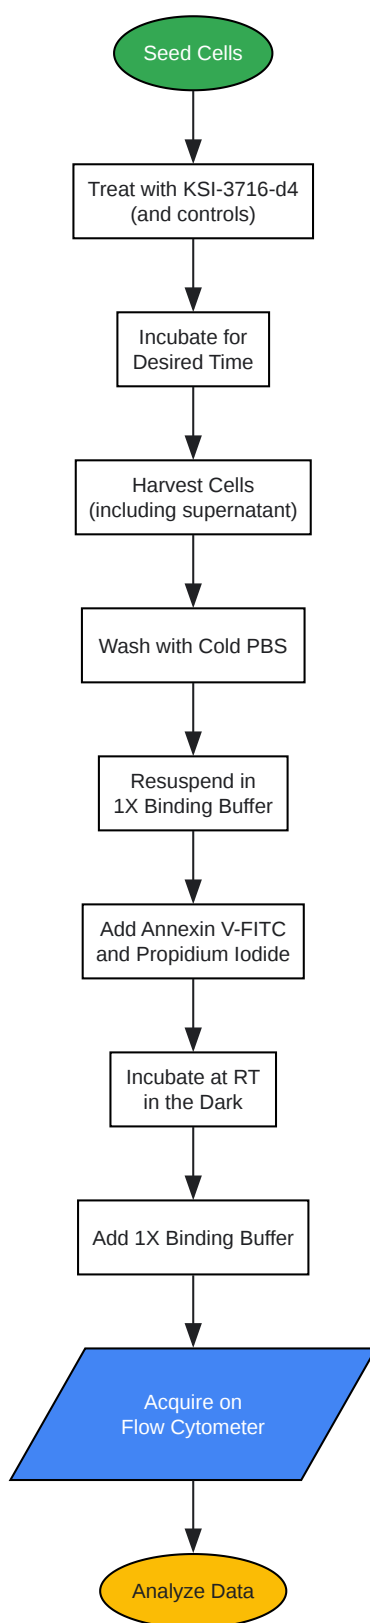 Seed Cells
Treat with KSI-3716-d4
(and controls)
Incubate for
Desired Time
Harvest Cells
(including supernatant)
Wash with Cold PBS
Resuspend in
1X Binding Buffer
Add Annexin V-FITC
and Propidium Iodide
Incubate at RT
in the Dark
Add 1X Binding Buffer
Acquire on
Flow Cytometer
Analyze Data